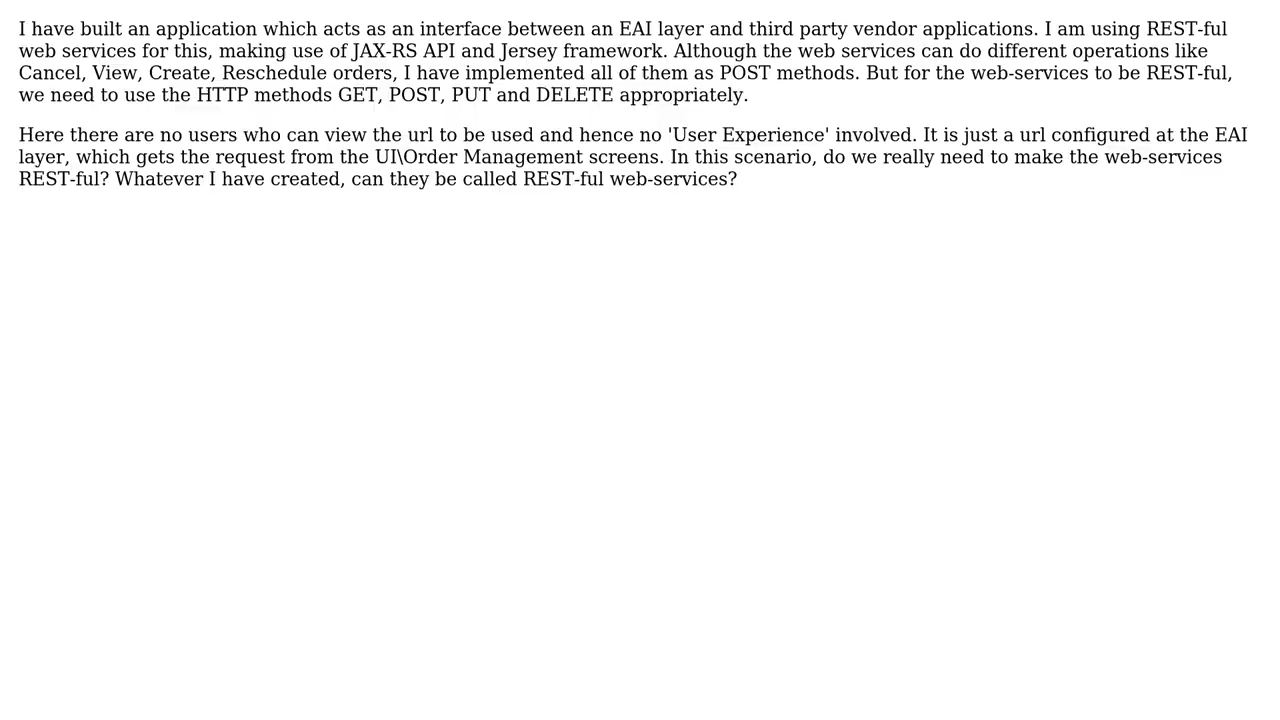 I have built an application which acts as an interface between an EAI layer and third party vendor applications. I am using REST-ful
web services for this, making use of JAX-RS API and Jersey framework. Although the web services can do different operations like
Cancel, View, Create, Reschedule orders, I have implemented all of them as POST methods. But for the web-services to be REST-ful,
we need to use the HTTP methods GET, POST, PUT and DELETE appropriately.
Here there are no users who can view the url to be used and hence no 'User Experience' involved. It is just a url configured at the EAI
layer, which gets the request from the UI\Order Management screens. In this scenario, do we really need to make the web-services
REST-ful? Whatever I have created, can they be called REST-ful web-services?